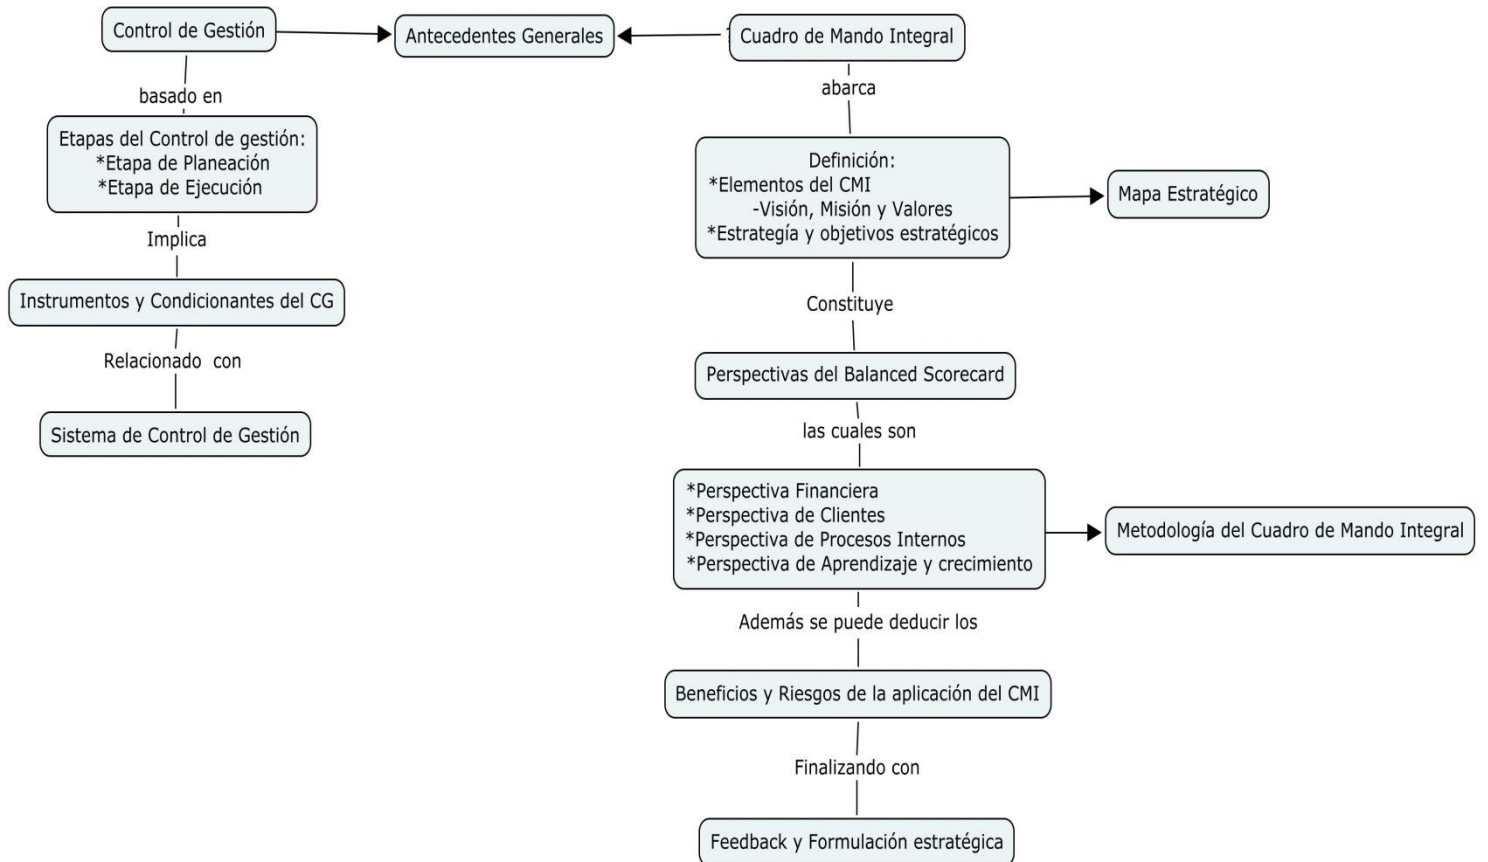 Control de Gestión
Antecedentes Generales
Cuadro de Mando Integral
basado en
abarca
Etapas del Control de gestión:
*Etapa de Planeación
*Etapa de Ejecución
Definición:
*Elementos del CMI
-Visión, Misión y Valores
*Estrategía y objetivos estratégicos
Mapa Estratégico
Implica
Instrumentos y Condicionantes del CG
Constituye
Relacionado con
Perspectivas del Balanced Scorecard
Sistema de Control de Gestión
las cuales son
*Perspectiva Financiera
*Perspectiva de Clientes
*Perspectiva de Procesos Internos
*Perspectiva de Aprendizaje y crecimiento
Metodología del Cuadro de Mando Integral
Además se puede deducir los
Beneficios y Riesgos de la aplicación del CMI
Finalizando con
Feedback y Formulación estratégica